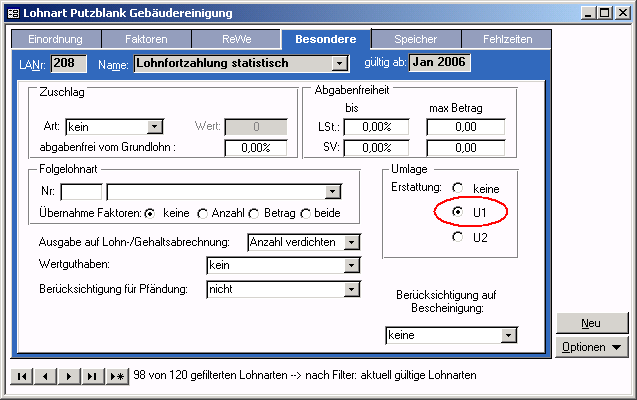 Lohnart Putzblank Gebäudereinigung
Einordnung Faktoren ReWe Besondere Speicher Fehlzeiten
LANr: 208 Name: Lohnfortzahlung statistisch gültig ab: Jan 2006
Zuschlag
Art: kein Wert: 0
abgabenfrei vom Grundlohn : 0,00%
Abgabenfreiheit
bis max Betrag
LSt.: 0,00% 0,00
SV: 0,00% 0,00
Folgelohnart
Nr:
Übernahme Faktoren: keine Anzahl Betrag beide
Umlage
Erstattung: keine
U1
U2
Ausgabe auf Lohn-/Gehaltsabrechnung: Anzahl verdichten
Wertguthaben: kein
Berücksichtigung für Pfändung: nicht
Berücksichtigung auf
Bescheinigung:
keine
Neu
Optionen
98 von 120 gefilterten Lohnarten --> nach Filter: aktuell gültige Lohnarten